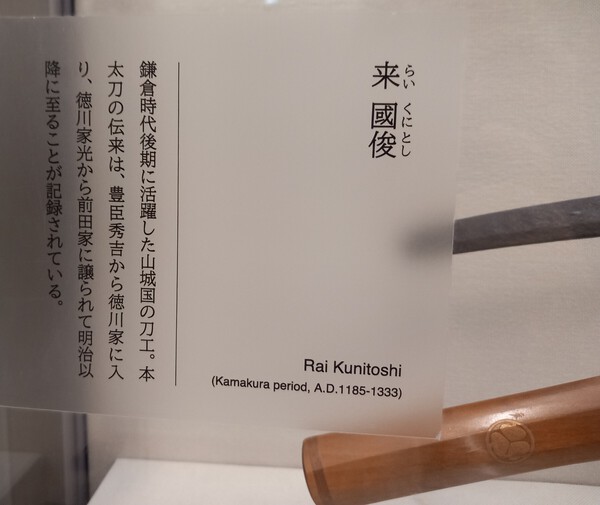 来 國俊
らい くにとし
鎌倉時代後期に活躍した山城国の刀工。本
太刀の伝来は、豊臣秀吉から徳川家に入
り、徳川家光から前田家に譲られて明治以
降に至ることが記録されている。
Rai Kunitoshi
(Kamakura period, A.D.1185-1333)